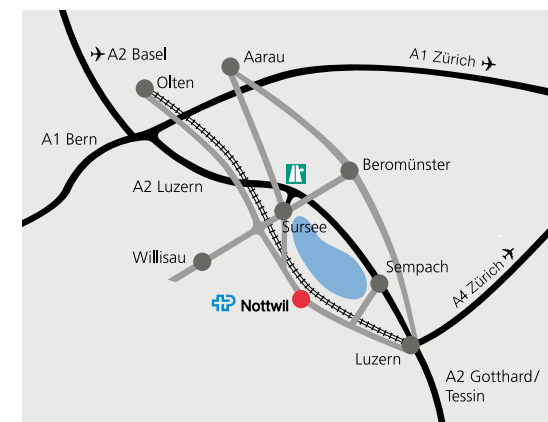 A2 Basel
Aarau
A1 Zürich
Olten
A1 Bern
Beromünster
A2 Luzern
Sursee
Willisau
Sempach
A4 Zürich
Nottwil
Luzern
A2 Gotthard/
Tessin